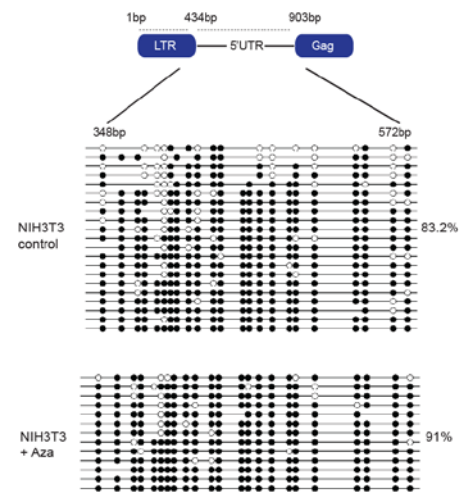 1bp 434bp 903bp
LTR 5'UTR Gag
348bp 572bp
NIH3T3
control
83.2%
NIH3T3
+ Aza
91%